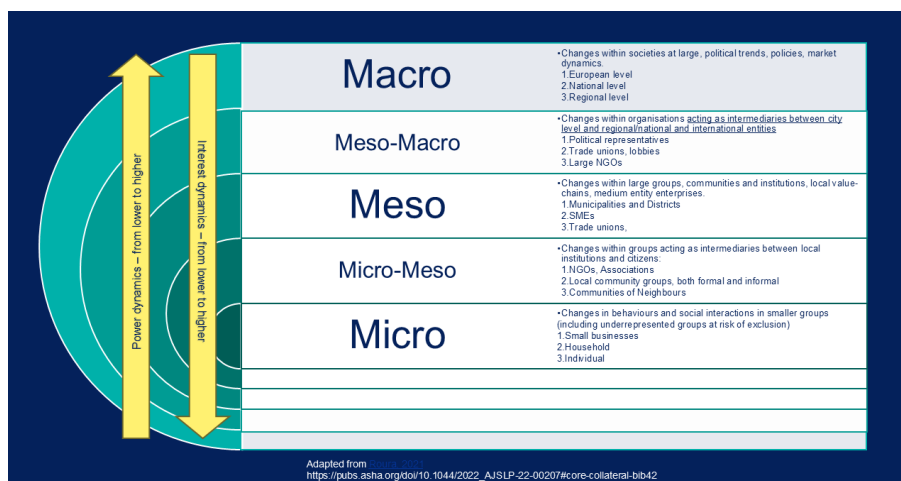 Power dynamics – from lower to higher
Interest dynamics – from lower to higher
Macro
•Changes within societies at large, political trends, policies, market
dynamics.
1.European level
2.National level
3.Regional level
Meso-Macro
•Changes within organisations acting as intermediaries between city
level and regional/national and international entities
1.Political representatives
2.Trade unions, lobbies
3.Large NGOs
Meso
•Changes within large groups, communities and institutions, local value-
chains, medium entity enterprises.
1.Municipalities and Districts
2.SMEs
3.Trade unions,
Micro-Meso
•Changes within groups acting as intermediaries between local
institutions and citizens:
1.NGOs, Associations
2.Local community groups, both formal and informal
3.Communities of Neighbours
Micro
•Changes in behaviours and social interactions in smaller groups
(including underrepresented groups at risk of exclusion)
1.Small businesses
2.Household
3.Individual
Adapted from
https://pubs.asha.org/doi/10.1044/2022_AJSLP-22-00207#core-collateral-bib42